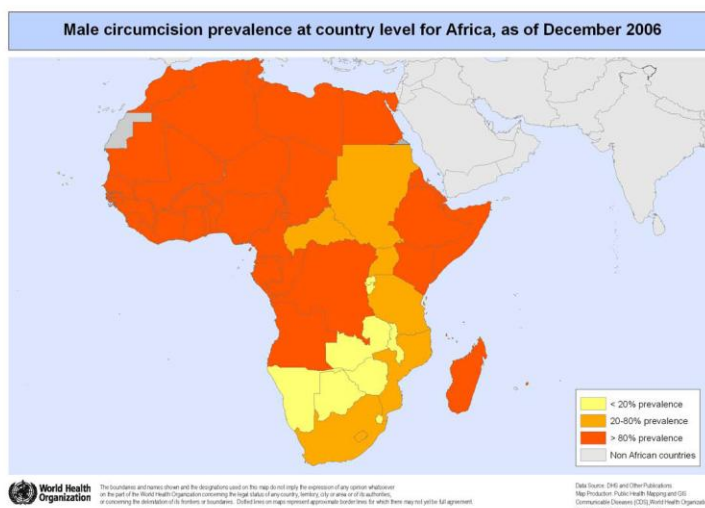 Male circumcision prevalence at country level for Africa, as of December 2006
< 20% prevalence
20-80% prevalence
> 80% prevalence
Non African countries
World Health
Organization
The boundaries and names shown and the designations used on this map do not imply the expression of any opinion whatsoever
on the part of the World Health Organization concerning the legal status of any country, territory, city or area or of its authorities,
or concerning the delimitation of its frontiers or boundaries. Dotted lines on maps represent approximate border lines for which there may not yet be full agreement.
Data Source: DHS and Other Publications
Map Production: Public Health Mapping and GIS
Communicable Diseases (CDS), World Health